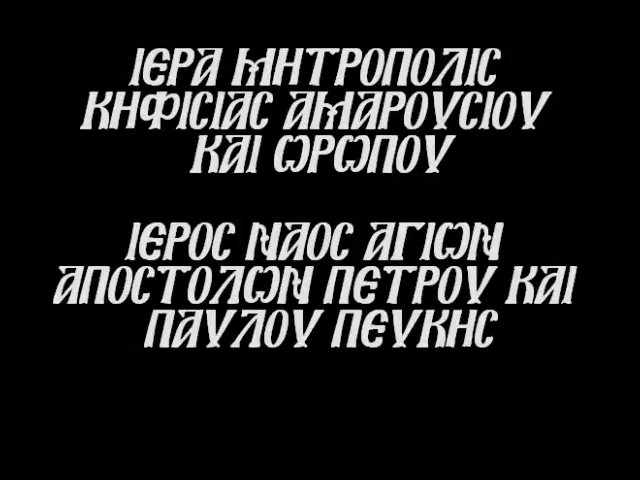 ΙΕΡΑ ΜΗΤΡΟΠΟΛΙΣ
ΚΗΦΙΣΙΑΣ ΑΜΑΡΟΥΣΙΟΥ
ΚΑΙ ΩΡΩΠΟΥ
ΙΕΡΟΣ ΝΑΟΣ ΑΓΙΩΝ
ΑΠΟΣΤΟΛΩΝ ΠΕΤΡΟΥ ΚΑΙ
ΠΑΥΛΟΥ ΠΕΥΚΗΣ